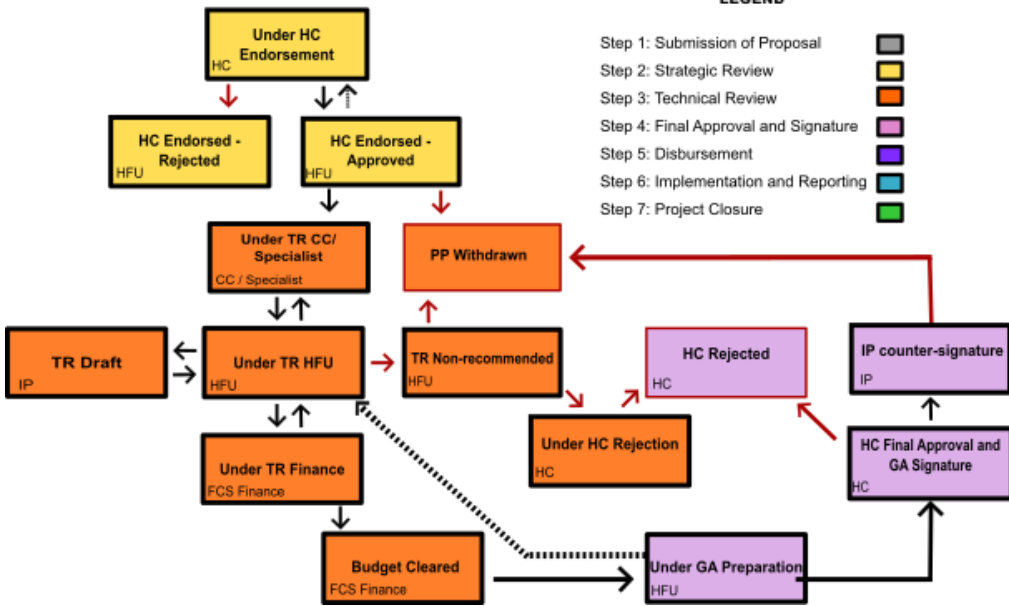 LEGEND
Step 1: Submission of Proposal
Step 2: Strategic Review
Step 3: Technical Review
Step 4: Final Approval and Signature
Step 5: Disbursement
Step 6: Implementation and Reporting
Step 7: Project Closure
Under HC
Endorsement
HC
HC Endorsed -
Rejected
HFU
HC Endorsed -
Approved
HFU
Under TR CC/
Specialist
CC / Specialist
PP Withdrawn
TR Draft
IP
Under TR HFU
HFU
TR Non-recommended
HFU
HC Rejected
HC
IP counter-signature
IP
Under TR Finance
FCS Finance
Under HC Rejection
HC
HC Final Approval and
GA Signature
HC
Budget Cleared
FCS Finance
Under GA Preparation
HFU